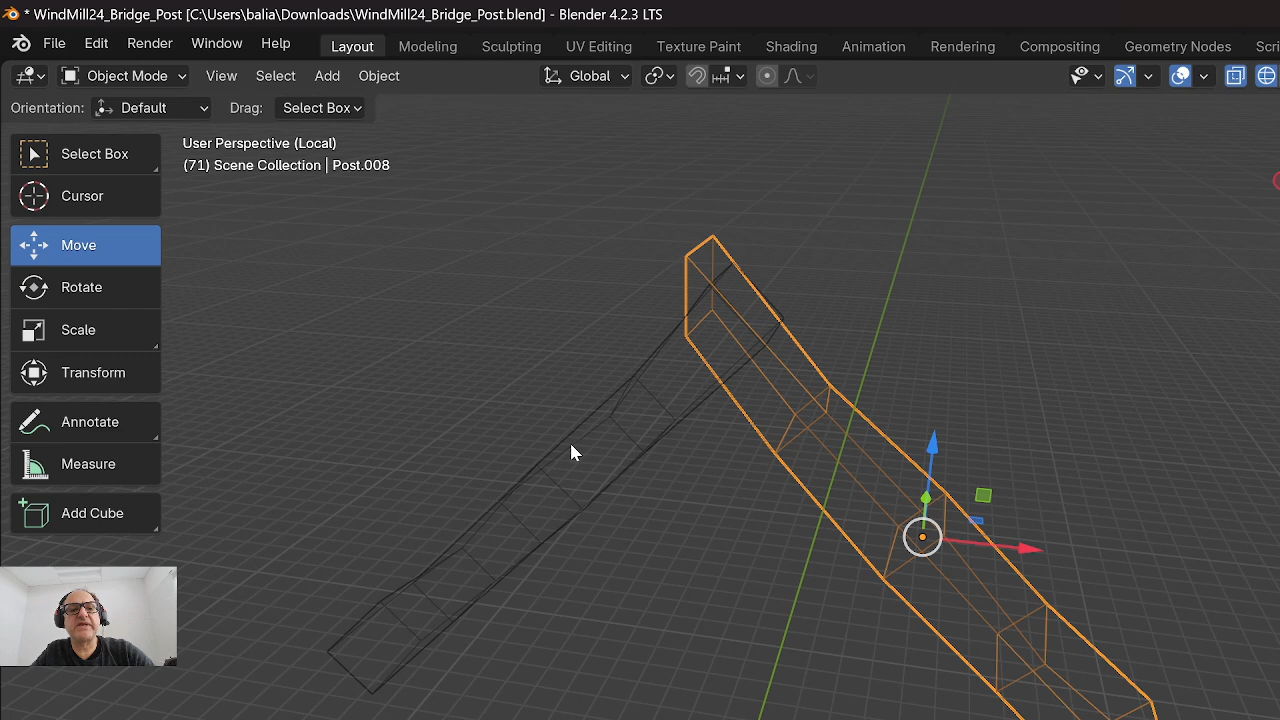 * WindMill24_Bridge_Post [C:\Users\balia\Downloads\WindMill24_Bridge_Post.blend] - Blender 4.2.3 LTS
File Edit Render Window Help Layout Modeling Sculpting UV Editing Texture Paint Shading Animation Rendering Compositing Geometry Nodes Scri
Object Mode View Select Add Object Global
Orientation: Default Drag: Select Box
User Perspective (Local)
(71) Scene Collection | Post.008
Select Box
Cursor
Move
Rotate
Scale
Transform
Annotate
Measure
Add Cube